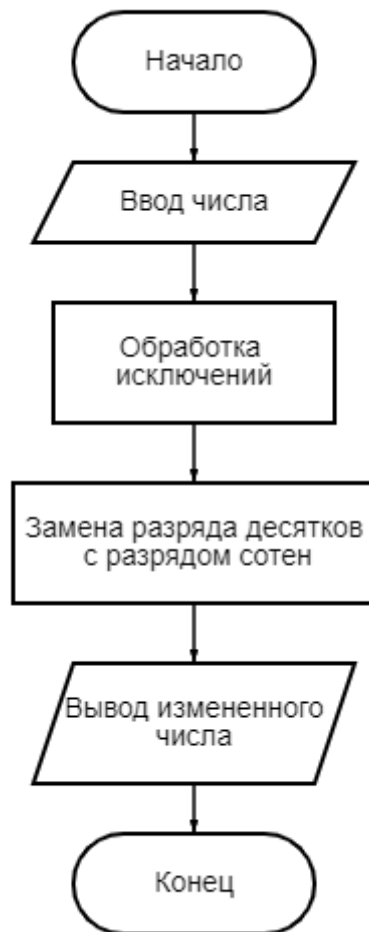 Начало
Ввод числа
Обработка
исключений
Замена разряда десятков
с разрядом сотен
Вывод измененного
числа
Конец